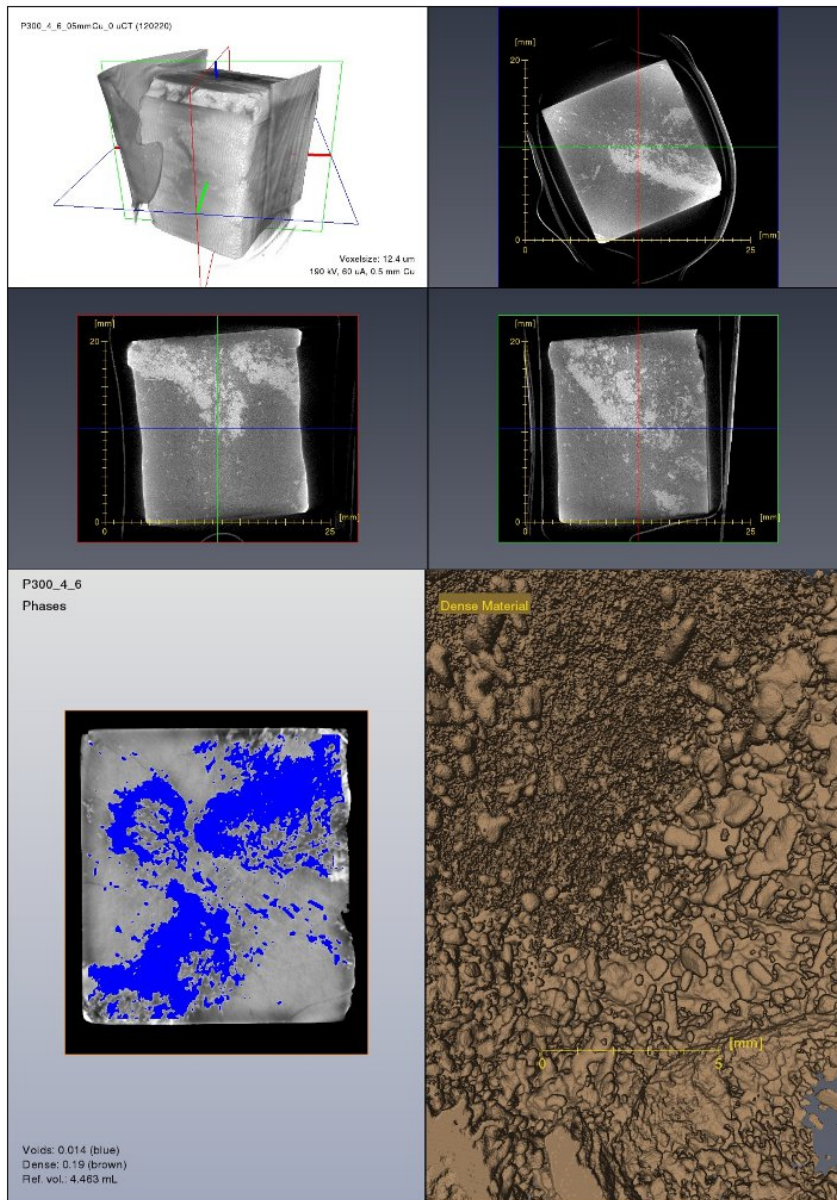 P300_4_6_05mmCu_0 uCT (120220)
Voxelsize: 12.4 um
190 kV, 60 uA, 0.5 mm Cu
[mm]
20
0
[mm]
25
[mm]
20
0
0
[mm]
25
[mm]
20
0
0
[mm]
25
P300_4_6
Phases
Dense Material
[mm]
0
5
Voids: 0.014 (blue)
Dense: 0.19 (brown)
Ref. vol.: 4.463 mL